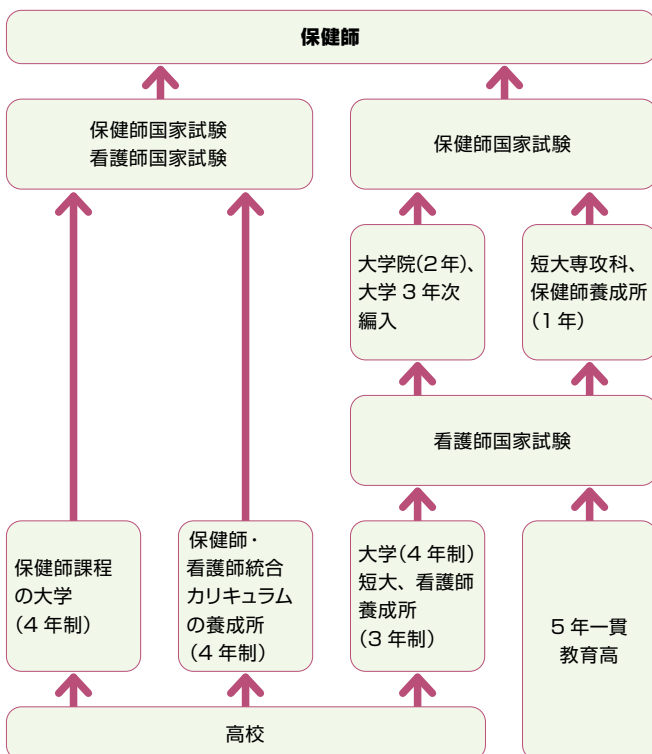 保健師
保健師国家試験
看護師国家試験
保健師国家試験
大学院(2年)、
大学3年次
編入
短大専攻科、
保健師養成所
(1年)
看護師国家試験
保健師課程
の大学
(4年制)
保健師・
看護師統合
カリキュラム
の養成所
(4年制)
大学(4年制)
短大、看護師
養成所
(3年制)
5年一貫
教育高
高校